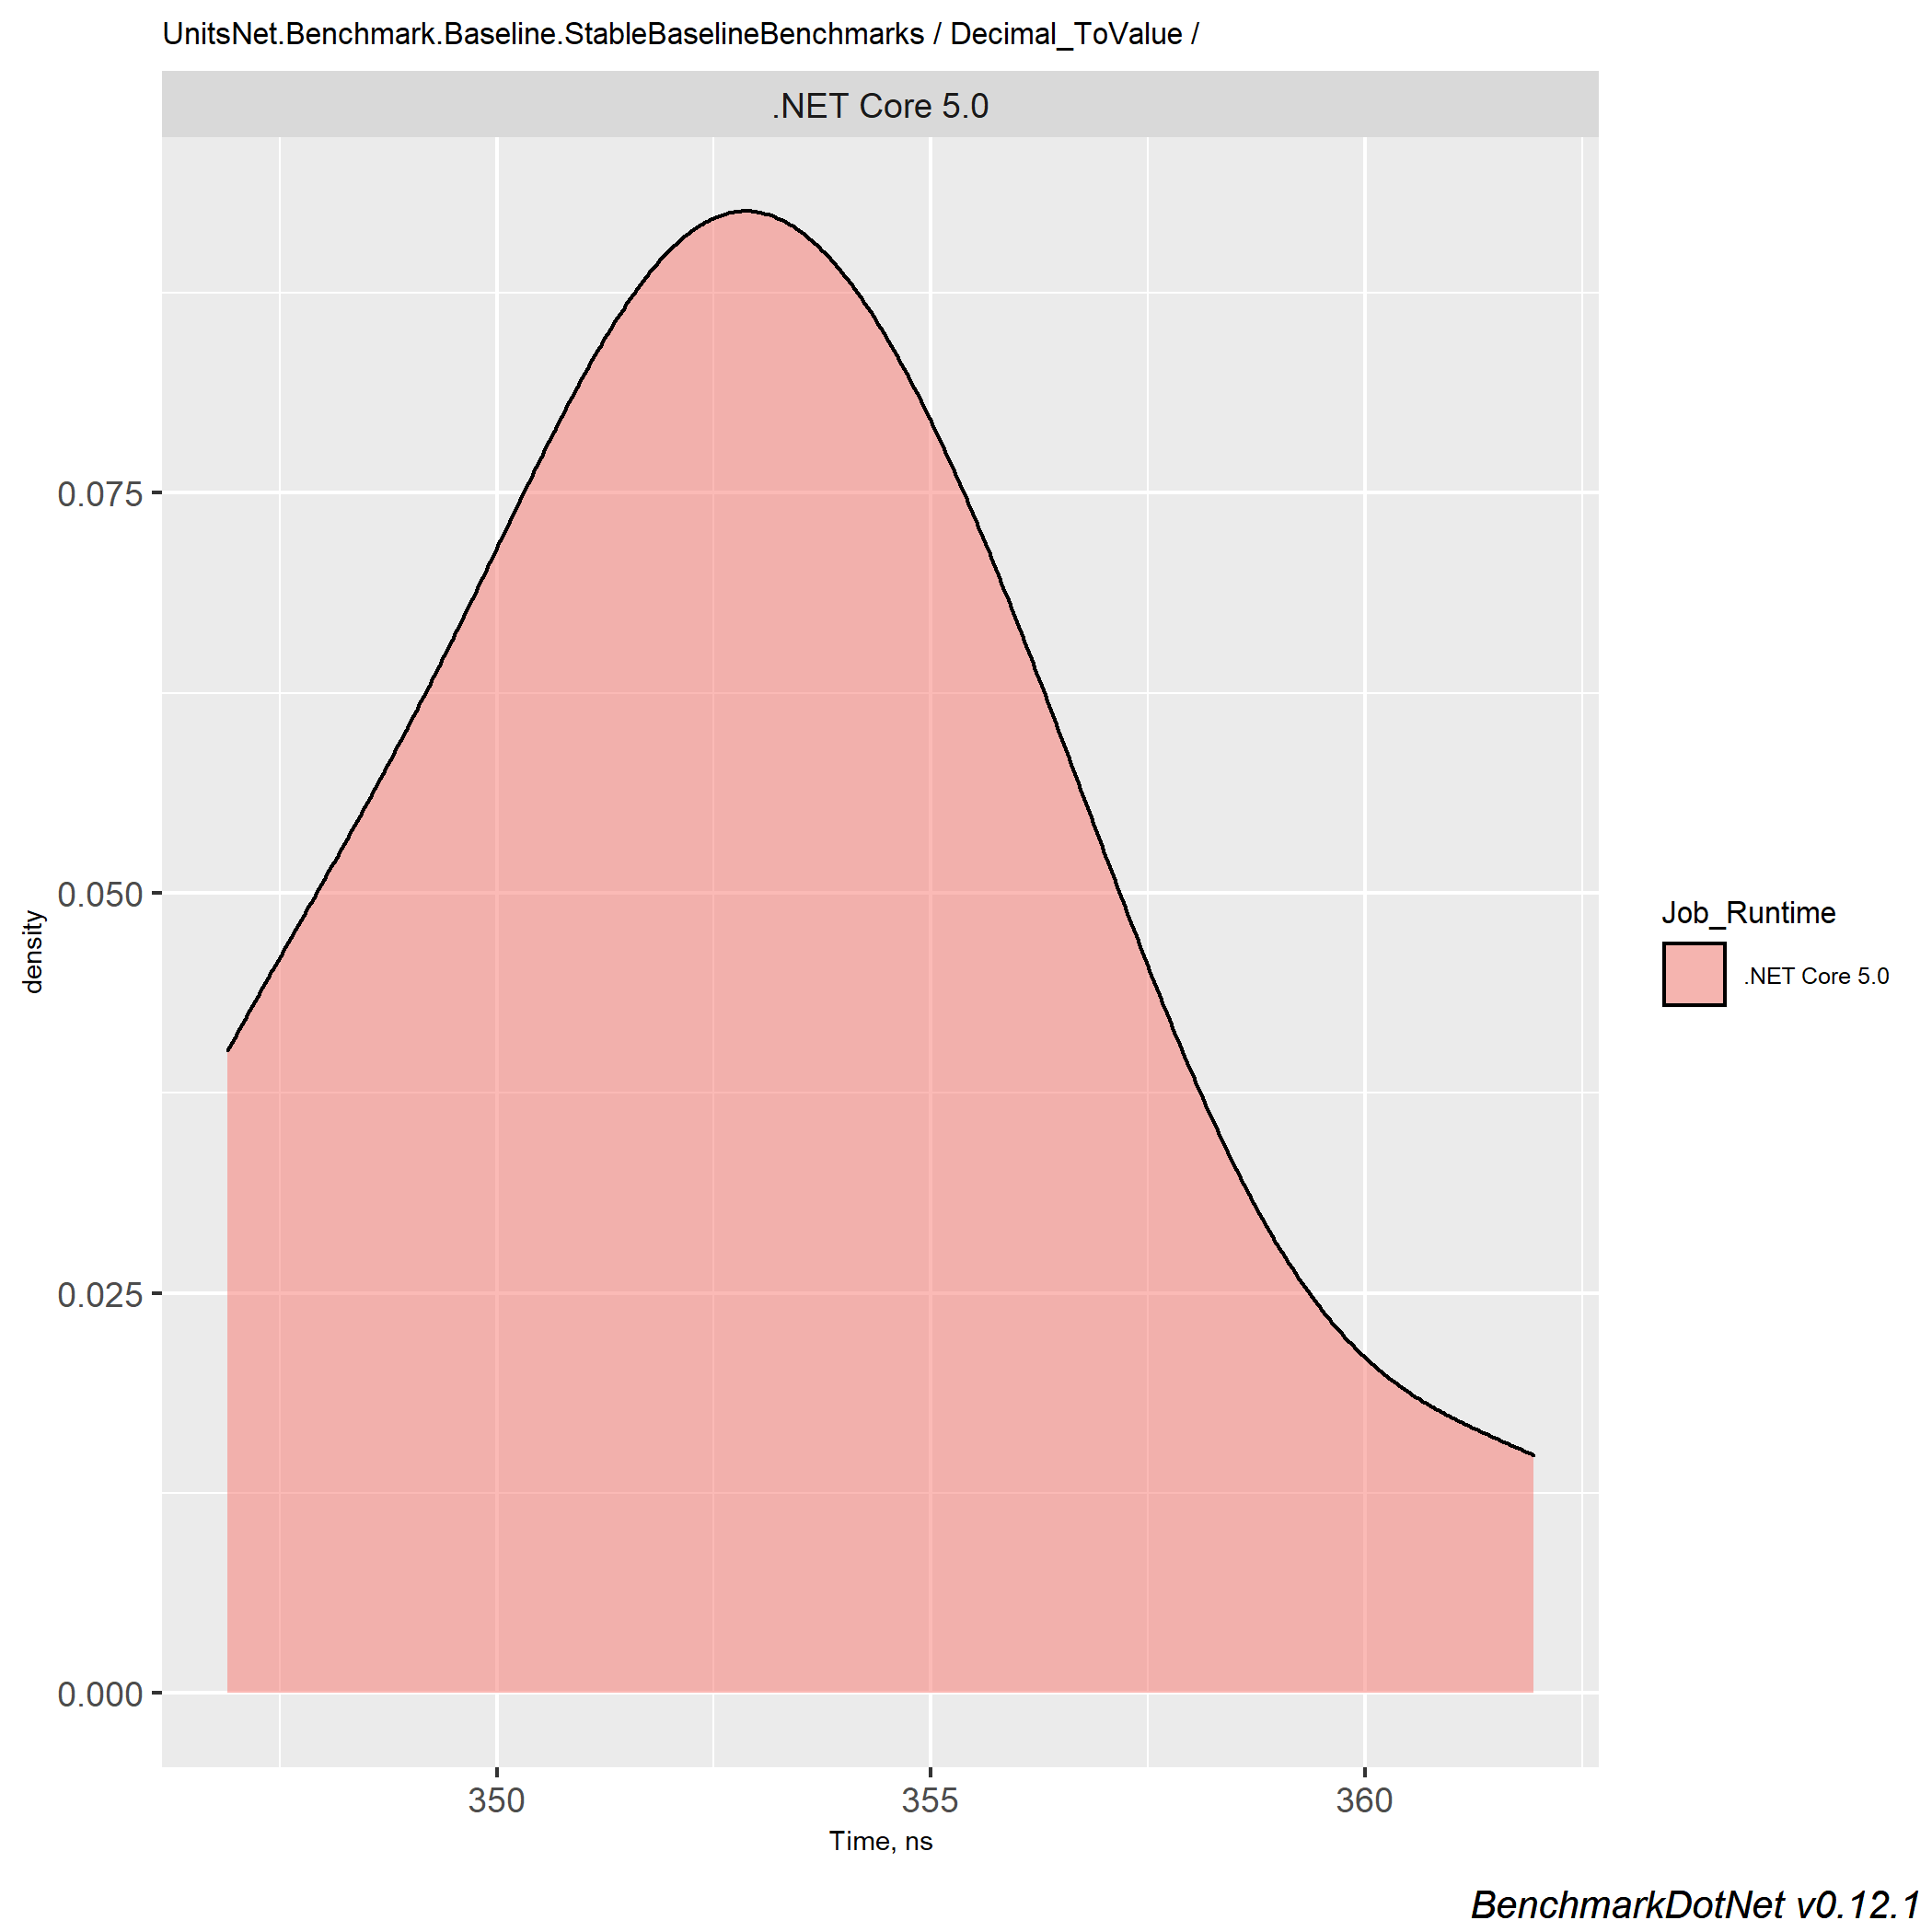 UnitsNet.Benchmark.Baseline.StableBaselineBenchmarks / Decimal_ToValue /
.NET Core 5.0
0.075
0.050
0.025
0.000
density
350 355 360
Time, ns
Job_Runtime
.NET Core 5.0
BenchmarkDotNet v0.12.1